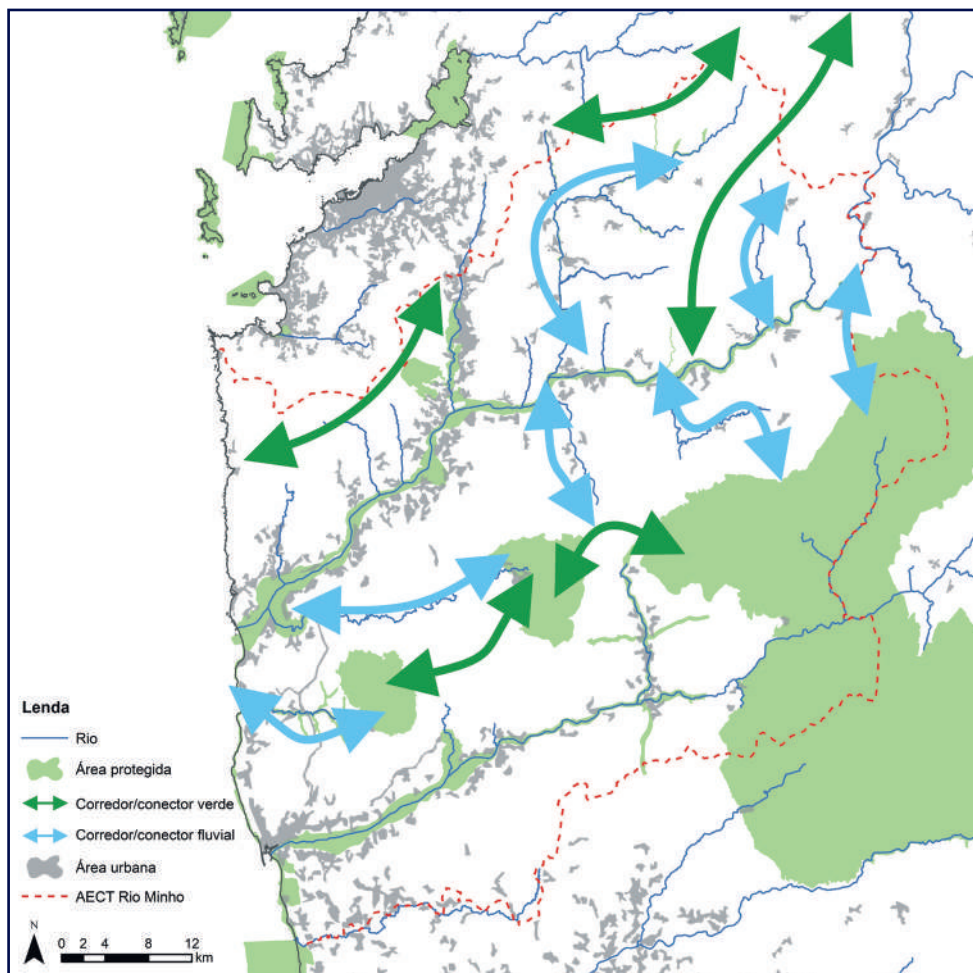 Lenda
Rio
Área protegida
Corredor/conector verde
Corredor/conector fluvial
Área urbana
AECT Rio Minho
N
0 2 4 8 12
km